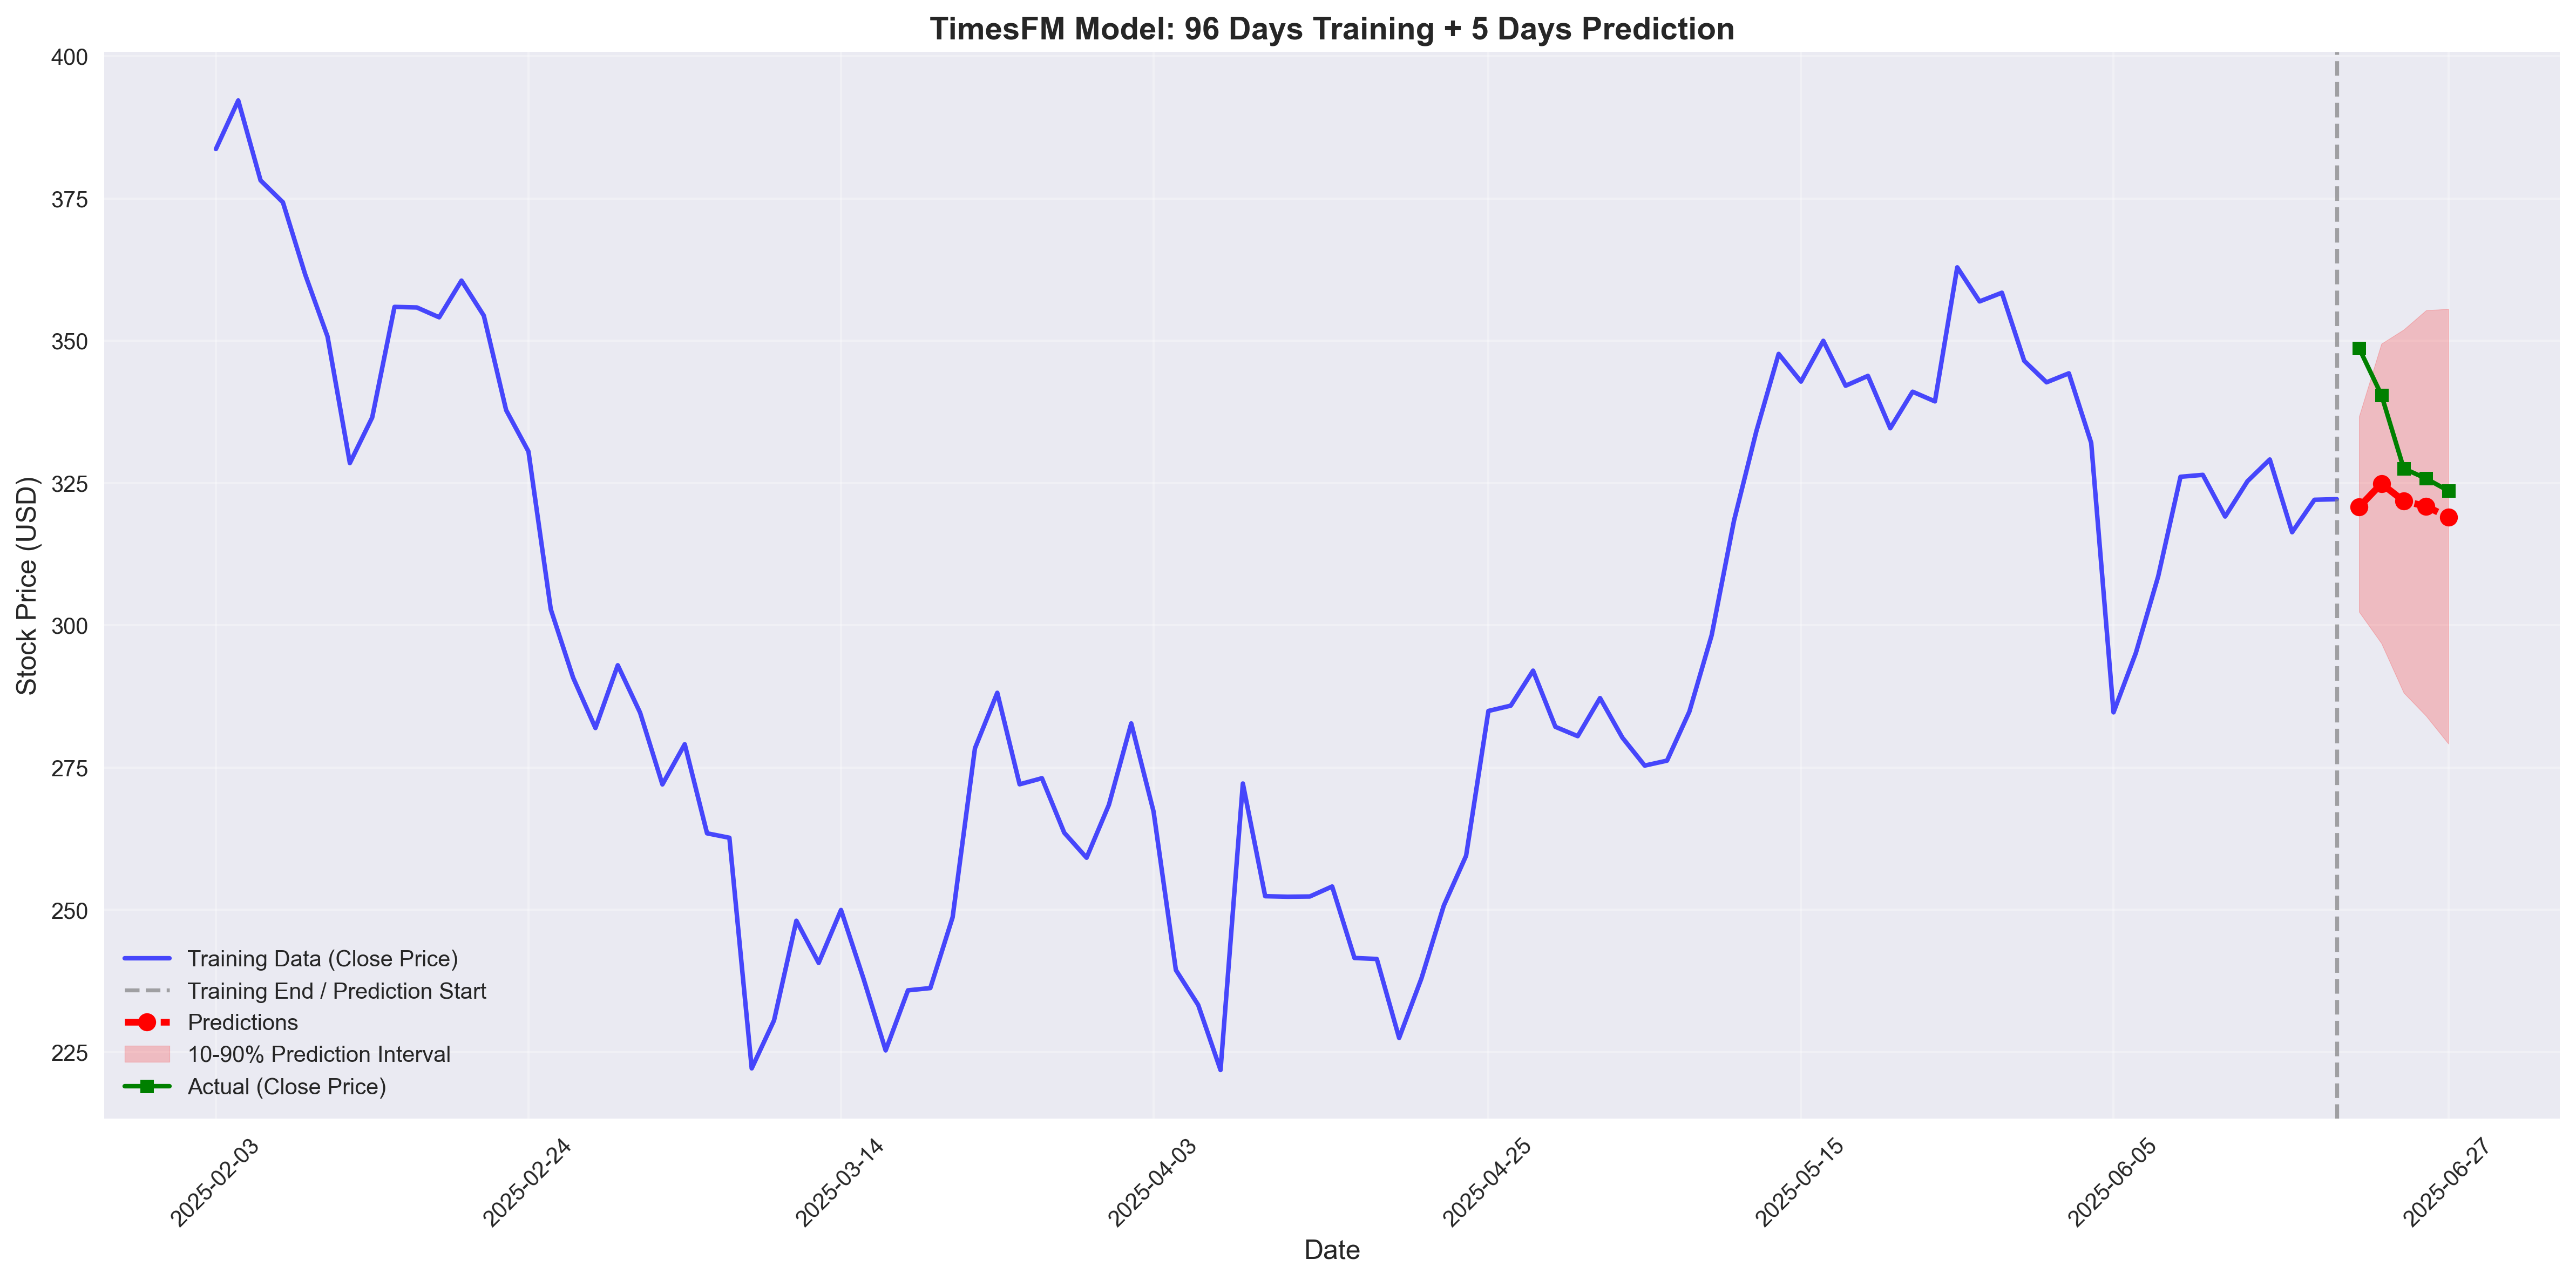 TimesFM Model: 96 Days Training + 5 Days Prediction
Stock Price (USD)
400
375
350
325
300
275
250
225
Training Data (Close Price)
Training End / Prediction Start
Predictions
10-90% Prediction Interval
Actual (Close Price)
2025-02-03
2025-02-24
2025-03-14
2025-04-03
2025-04-25
2025-05-15
2025-06-05
2025-06-27
Date